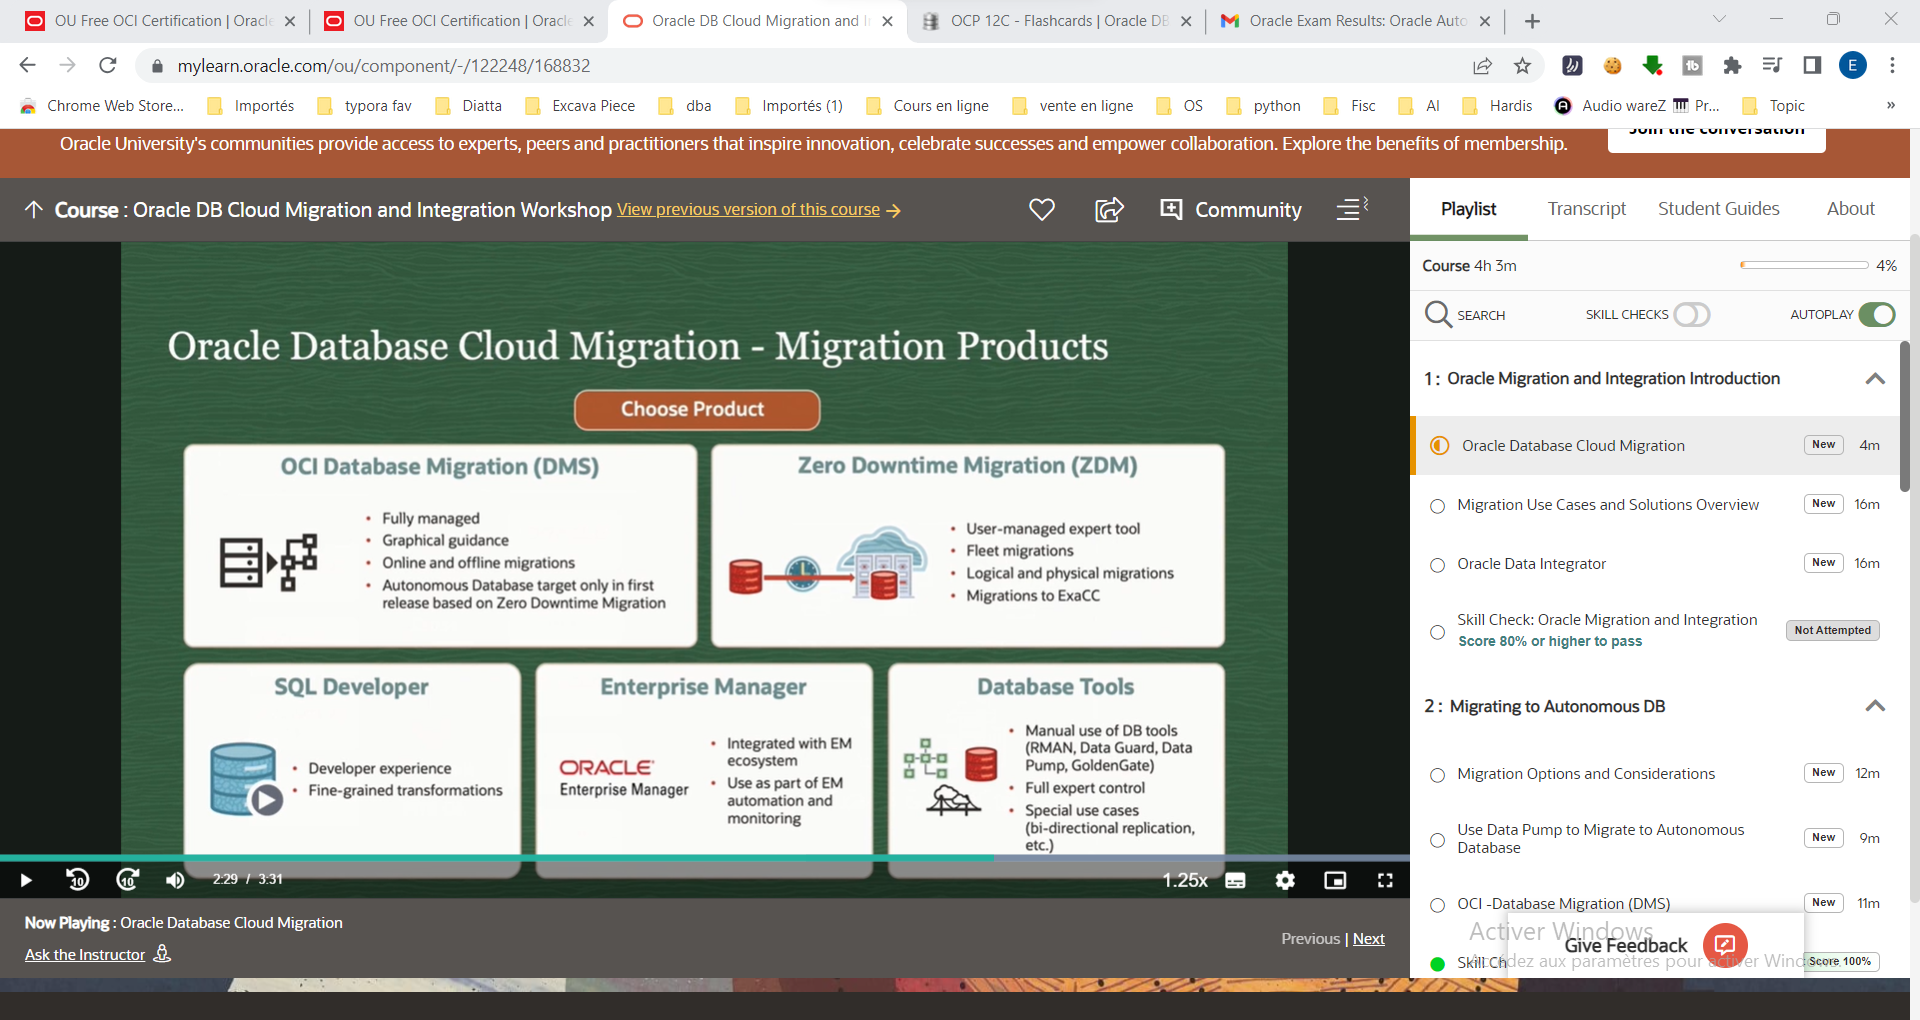 OU Free OCI Certification | Oracle
OU Free OCI Certification | Oracle
Oracle DB Cloud Migration and In
OCP 12C - Flashcards | Oracle DB
Oracle Exam Results: Oracle Auto
mylearn.oracle.com/ou/component/-/122248/168832
E
Chrome Web Store...
Importés
typora fav
Diatta
Excava Piece
dba
Importés (1)
Cours en ligne
vente en ligne
OS
python
Fisc
AI
Hardis
Audio wareZ
Pr...
Topic
»
Oracle University's communities provide access to experts, peers and practitioners that inspire innovation, celebrate successes and empower collaboration. Explore the benefits of membership.
Join the conversation
Course : Oracle DB Cloud Migration and Integration Workshop View previous version of this course
Community
Playlist
Transcript
Student Guides
About
Course 4h 3m
4%
SEARCH
SKILL CHECKS
AUTOPLAY
Oracle Database Cloud Migration - Migration Products
Choose Product
OCI Database Migration (DMS)
• Fully managed
• Graphical guidance
• Online and offline migrations
• Autonomous Database target only in first
release based on Zero Downtime Migration
Zero Downtime Migration (ZDM)
• User-managed expert tool
• Fleet migrations
• Logical and physical migrations
• Migrations to ExaCC
SQL Developer
• Developer experience
• Fine-grained transformations
Enterprise Manager
ORACLE
Enterprise Manager
• Integrated with EM
ecosystem
• Use as part of EM
automation and
monitoring
Database Tools
• Manual use of DB tools
(RMAN, Data Guard, Data
Pump, GoldenGate)
• Full expert control
• Special use cases
(bi-directional replication,
etc.)
10
10
2:29 / 3:31
1.25x
Now Playing : Oracle Database Cloud Migration
Ask the Instructor
Previous | Next
1 : Oracle Migration and Integration Introduction
Oracle Database Cloud Migration
New
4m
Migration Use Cases and Solutions Overview
New
16m
Oracle Data Integrator
New
16m
Skill Check: Oracle Migration and Integration
Score 80% or higher to pass
Not Attempted
2 : Migrating to Autonomous DB
Migration Options and Considerations
New
12m
Use Data Pump to Migrate to Autonomous
Database
New
9m
OCI -Database Migration (DMS)
New
11m
Activer Windows
Give Feedback
Skill Ch
Accédez aux paramètres pour activer Windows.
Score 100%